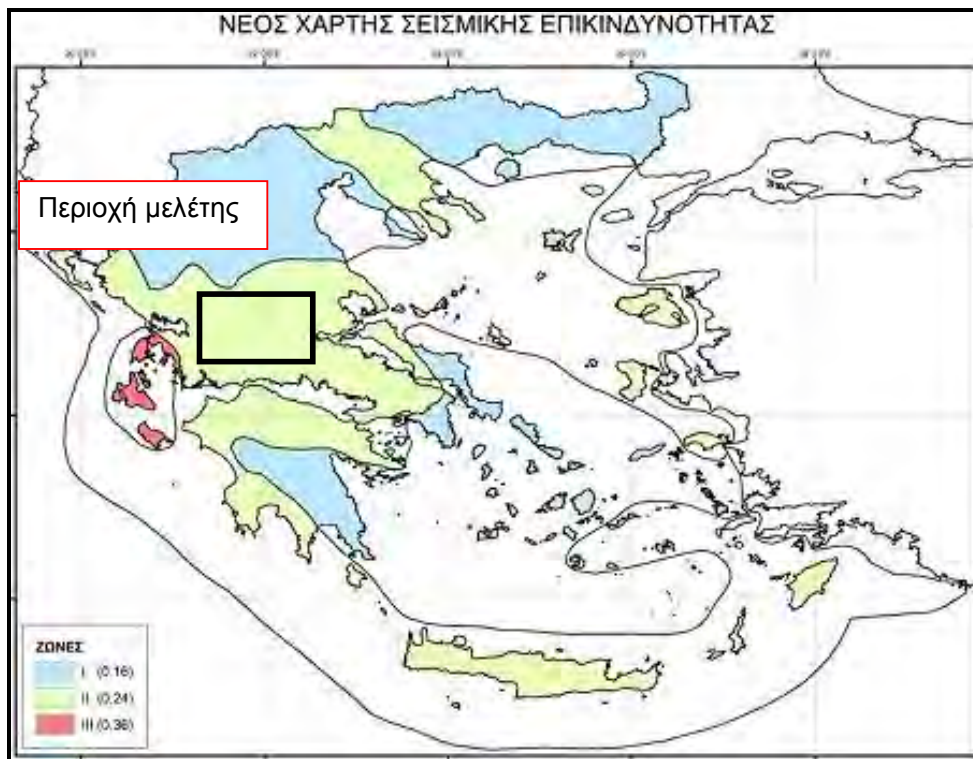 ΝΕΟΣ ΧΑΡΤΗΣ ΣΕΙΣΜΙΚΗΣ ΕΠΙΚΙΝΔΥΝΟΤΗΤΑΣ
Περιοχή μελέτης
ΖΩΝΕΣ
I (0.16)
II (0.24)
III (0.36)